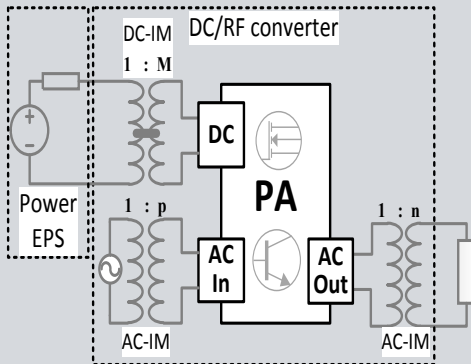 DC-IM
DC/RF converter
1 : M
DC
PA
Power
EPS
1 : p
AC
In
AC-IM
AC
Out
1 : n
AC-IM